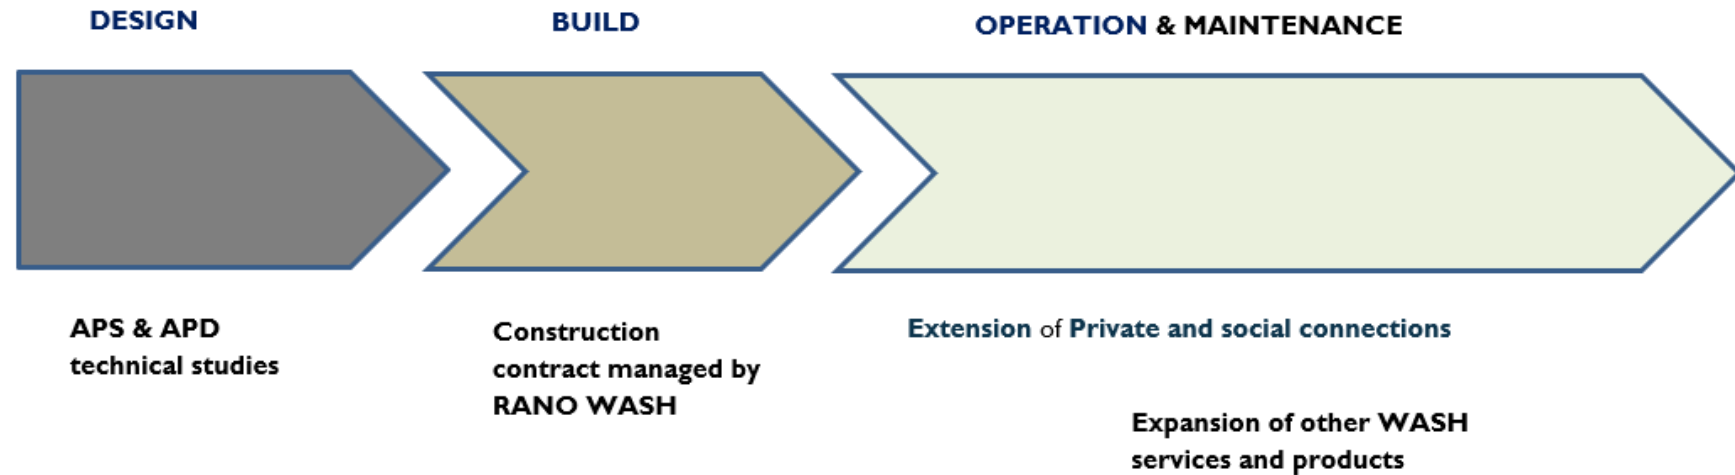 DESIGN
BUILD
OPERATION & MAINTENANCE
APS & APD
technical studies
Construction
contract managed by
RANO WASH
Extension of Private and social connections
Expansion of other WASH
services and products